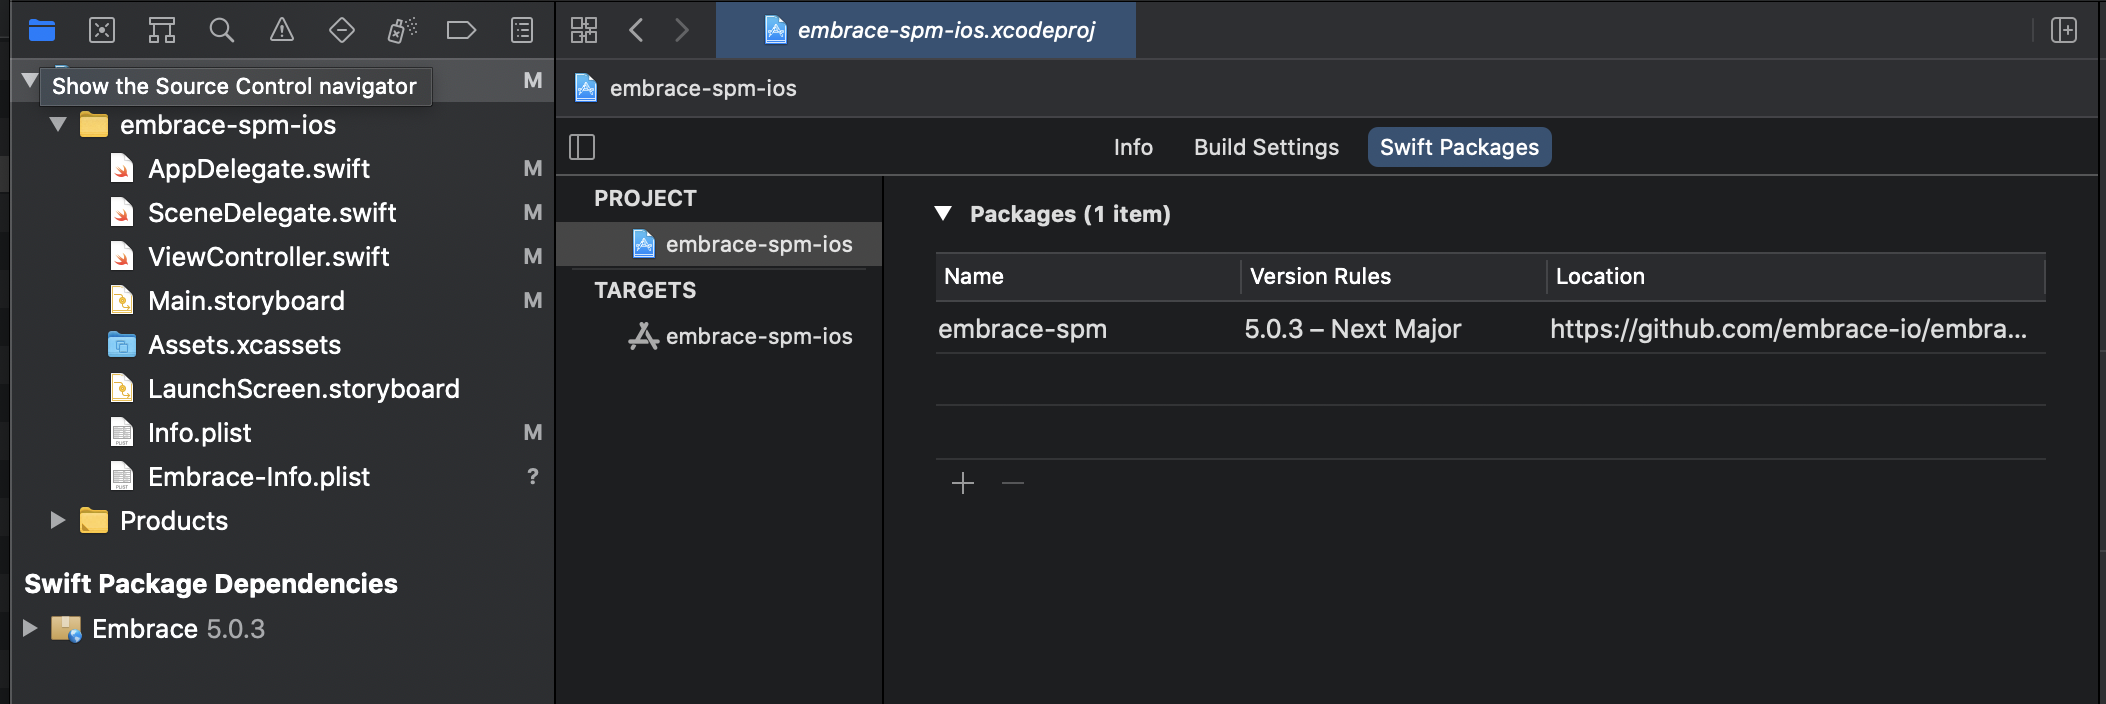 embrace-spm-ios.xcodeproj
Show the Source Control navigator
M
embrace-spm-ios
embrace-spm-ios
AppDelegate.swift M
SceneDelegate.swift M
ViewController.swift M
Main.storyboard M
Assets.xcassets
LaunchScreen.storyboard
Info.plist M
Embrace-Info.plist ?
Products
Swift Package Dependencies
Embrace 5.0.3
Info Build Settings Swift Packages
PROJECT
embrace-spm-ios
TARGETS
embrace-spm-ios
Packages (1 item)
Name Version Rules Location
embrace-spm 5.0.3 – Next Major https://github.com/embrace-io/embra...